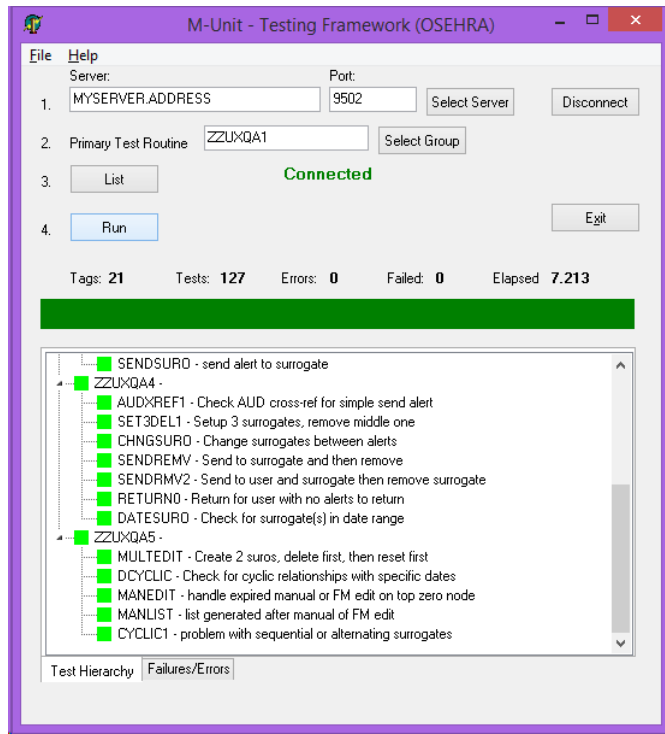 M-Unit - Testing Framework (OSEHRA)
File Help
Server: Port:
1. MYSERVER.ADDRESS 9502 Select Server Disconnect
2. Primary Test Routine ZZUXQA1 Select Group
3. List Connected
4. Run Exit
Tags: 21 Tests: 127 Errors: 0 Failed: 0 Elapsed 7.213
SENDSURO - send alert to surrogate
ZZUXQA4 -
AUDXREF1 - Check AUD cross-ref for simple send alert
SET3DEL1 - Setup 3 surrogates, remove middle one
CHNGSURO - Change surrogates between alerts
SENDREMV - Send to surrogate and then remove
SENDRMV2 - Send to user and surrogate then remove surrogate
RETURN0 - Return for user with no alerts to return
DATESURO - Check for surrogate(s) in date range
ZZUXQA5 -
MULTEDIT - Create 2 suros, delete first, then reset first
DCYCLIC - Check for cyclic relationships with specific dates
MANEDIT - handle expired manual or FM edit on top zero node
MANLIST - list generated after manual of FM edit
CYCLIC1 - problem with sequential or alternating surrogates
Test Hierarchy Failures/Errors